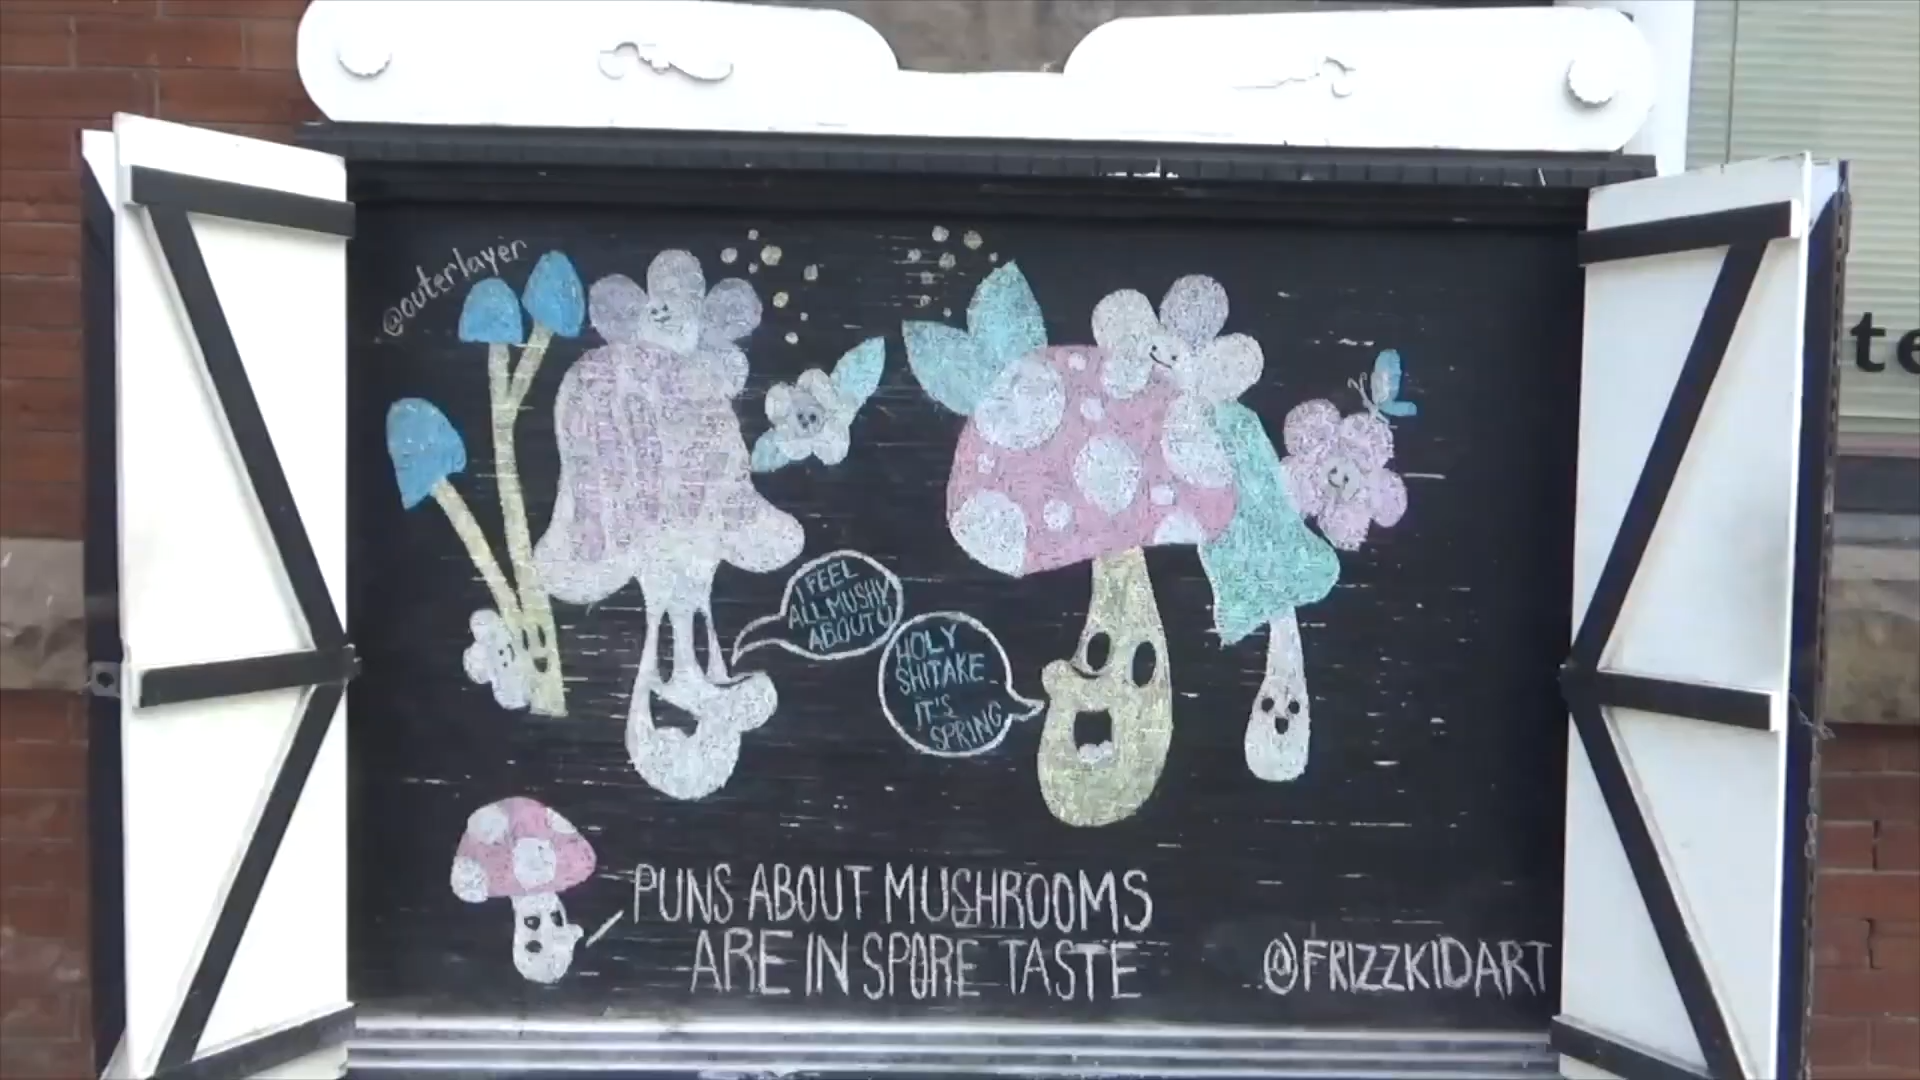 @outerlayer
I FEEL
ALL MUSHY
ABOUT U
HOLY
SHITAKE
IT'S
SPRING
PUNS ABOUT MUSHROOMS
ARE IN SPORE TASTE
@FRIZZKIDART
te